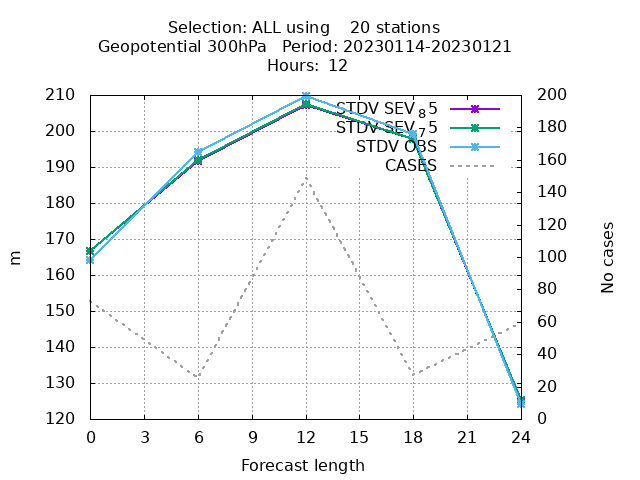 Selection: ALL using    20 stations
Geopotential 300hPa   Period: 20230114-20230121
Hours: 12
210
200
190
180
170
160
150
140
130
120
m
STDV SEV₈5
STDV SEV₇5
STDV OBS
CASES
200
180
160
140
120
100
80
60
40
20
0
No cases
0 3 6 9 12 15 18 21 24
Forecast length